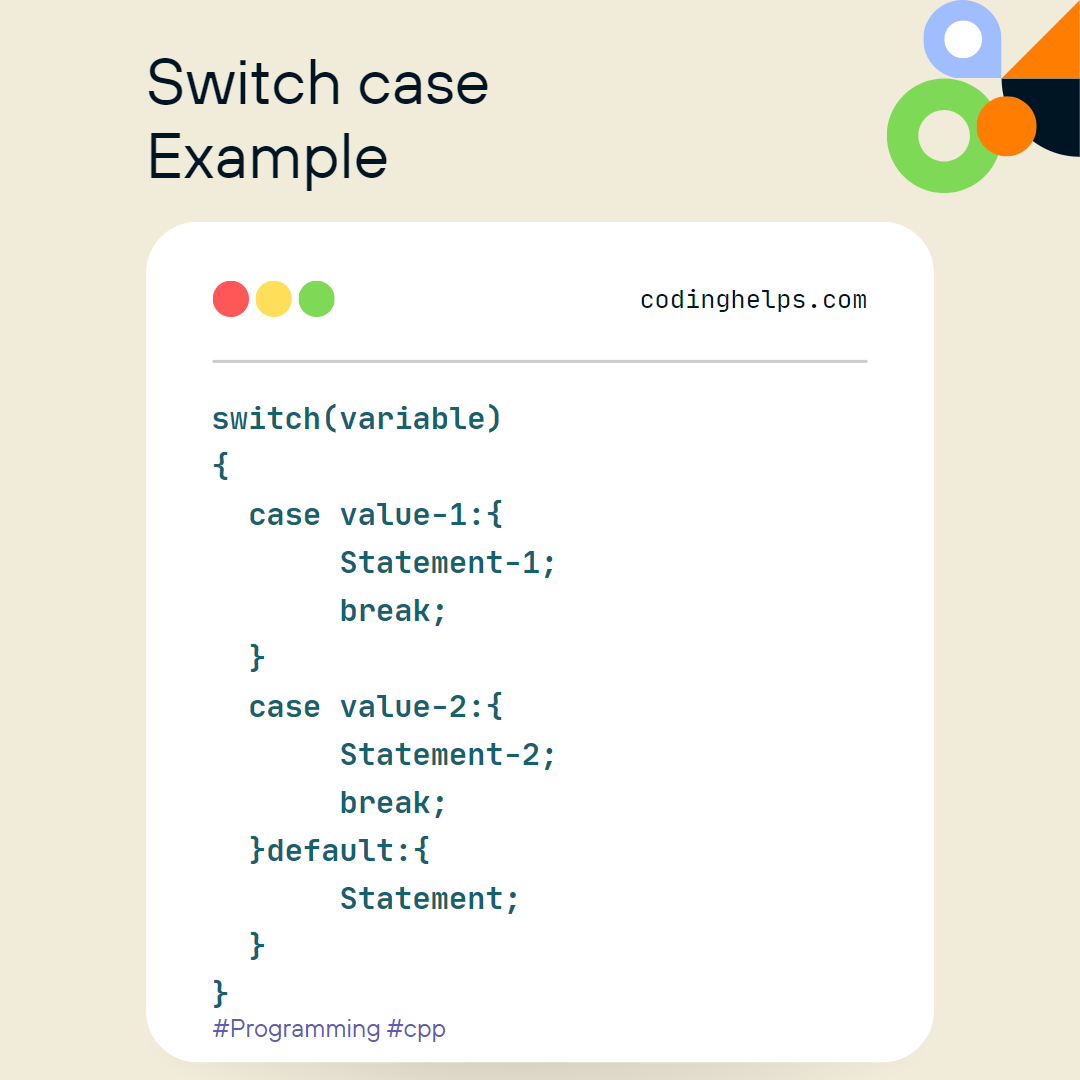 Switch case
Example
codinghelps.com
switch(variable)
{
case value-1:{
Statement-1;
break;
}
case value-2:{
Statement-2;
break;
}default:{
Statement;
}
}
#Programming #cpp